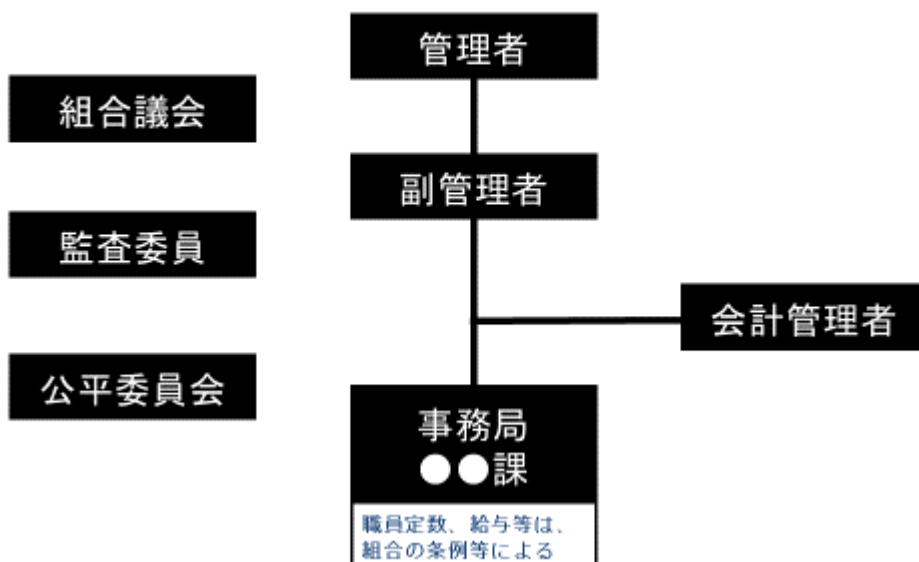 管理者
組合議会
副管理者
監査委員
会計管理者
公平委員会
事務局
●●課
職員定数、給与等は、
組合の条例等による